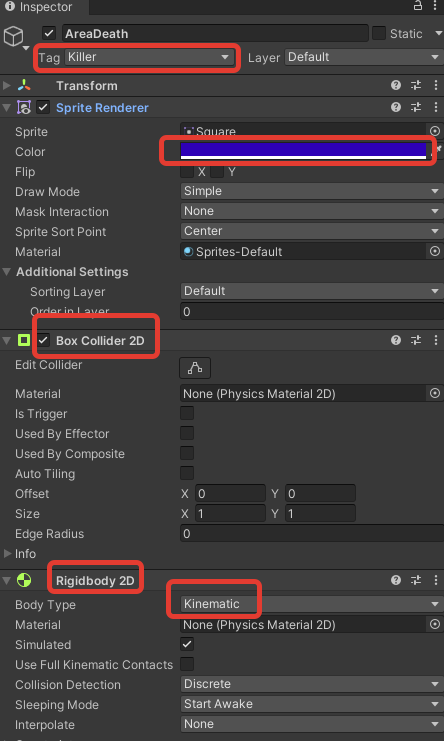 Inspector
AreaDeath Static
Tag Killer Layer Default
Transform
Sprite Renderer
Sprite Square
Color
Flip X Y
Draw Mode Simple
Mask Interaction None
Sprite Sort Point Center
Material Sprites-Default
Additional Settings
Sorting Layer Default
Order in Layer 0
Box Collider 2D
Edit Collider
Material None (Physics Material 2D)
Is Trigger
Used By Effector
Used By Composite
Auto Tiling
Offset X 0 Y 0
Size X 1 Y 1
Edge Radius 0
Info
Rigidbody 2D
Body Type Kinematic
Material None (Physics Material 2D)
Simulated
Use Full Kinematic Contacts
Collision Detection Discrete
Sleeping Mode Start Awake
Interpolate None